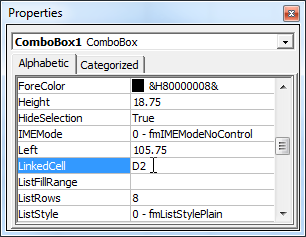 Properties
ComboBox1 ComboBox
Alphabetic Categorized
ForeColor &H80000008&
Height 18.75
HideSelection True
IMEMode 0 - fmIMEModeNoControl
Left 105.75
LinkedCell D2
ListFillRange
ListRows 8
ListStyle 0 - fmListStylePlain